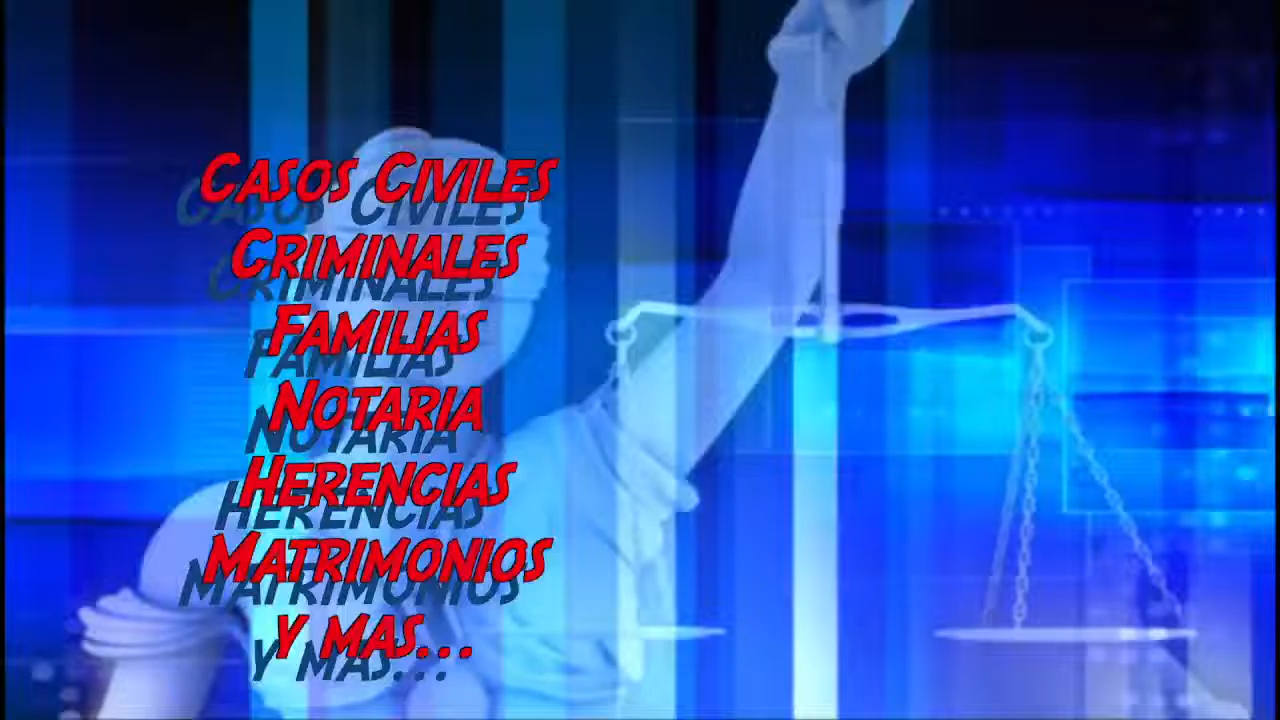 Casos Civiles
Criminales
Familias
Notaria
Herencias
Matrimonios
y mas...